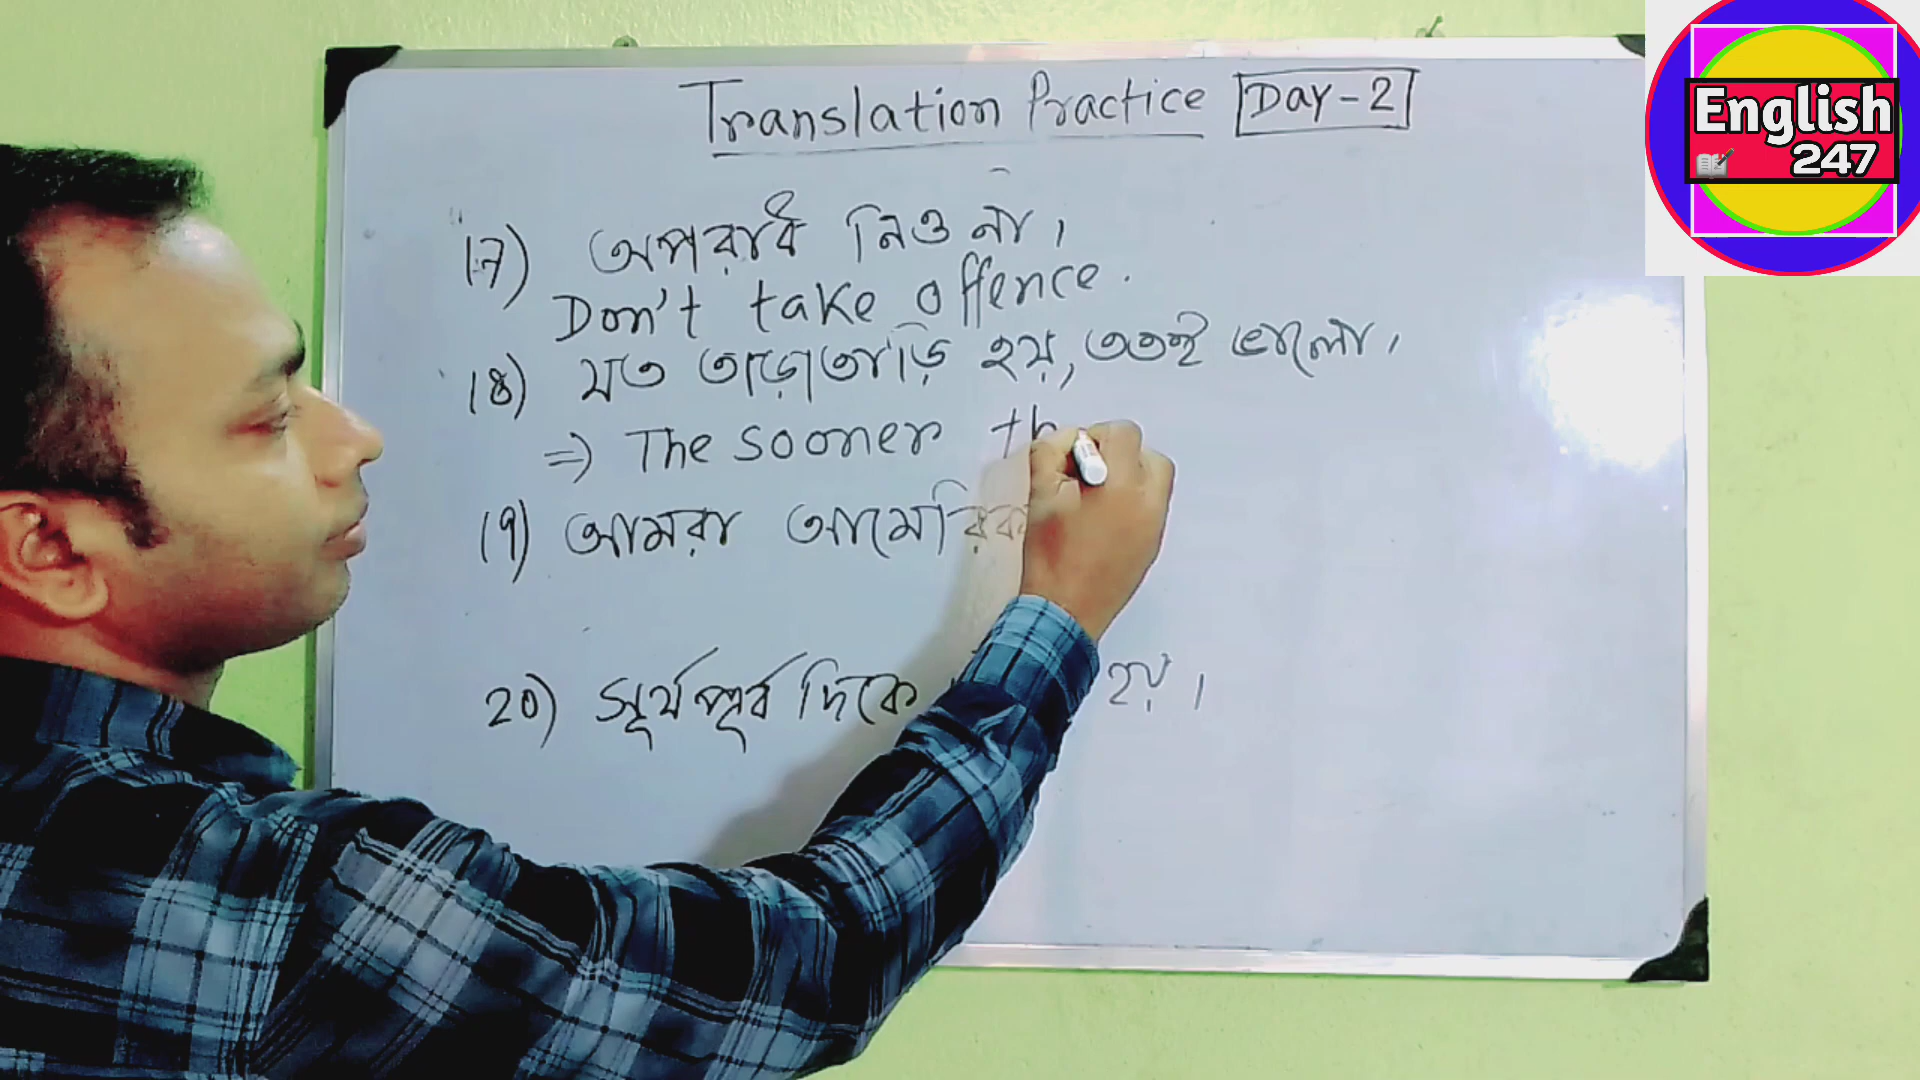 Translation Practice Day-2
English
247
17) অপরাধ নিও না।
Don't take offence.
18) যত তাড়াতাড়ি হয়, ততই ভালো।
=) The sooner th
19) আমরা
20) সূর্য পূর্ব দিকে হয়।